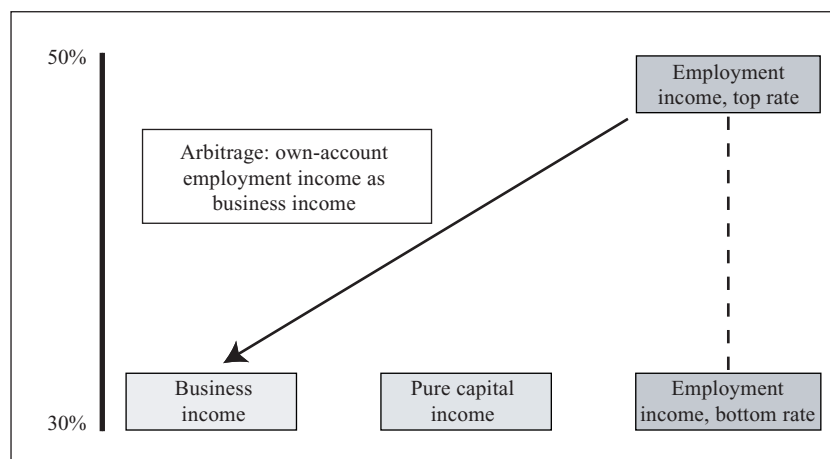 50%
Employment
income, top rate
Arbitrage: own-account
employment income as
business income
Business
income
Pure capital
income
Employment
income, bottom rate
30%